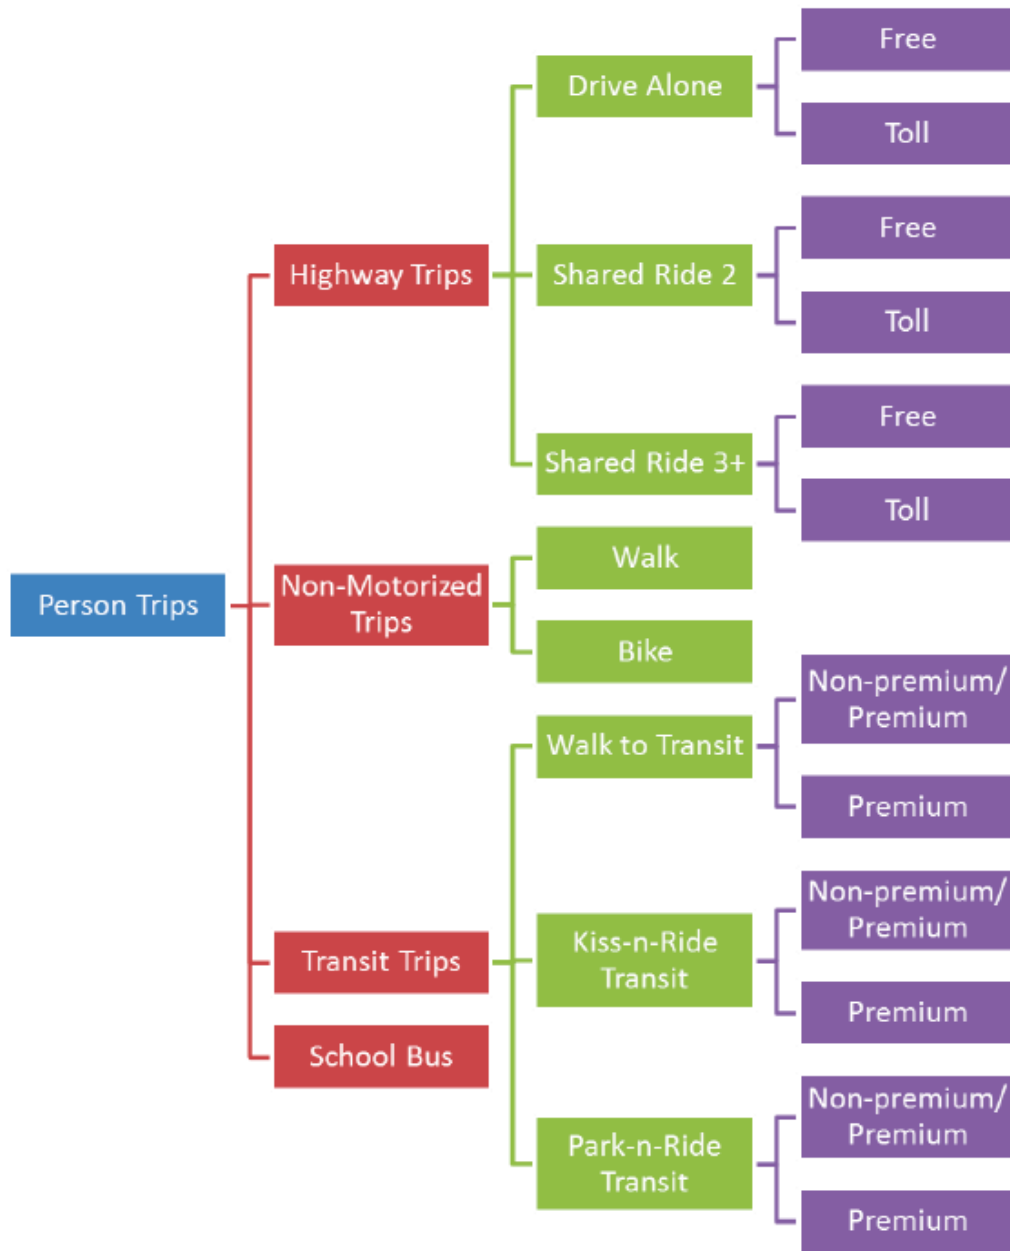 Person Trips
Highway Trips
Drive Alone
Free
Toll
Shared Ride 2
Free
Toll
Shared Ride 3+
Free
Toll
Non-Motorized
Trips
Walk
Bike
Transit Trips
Walk to Transit
Non-premium/
Premium
Premium
Kiss-n-Ride
Transit
Non-premium/
Premium
Premium
Park-n-Ride
Transit
Non-premium/
Premium
Premium
School Bus